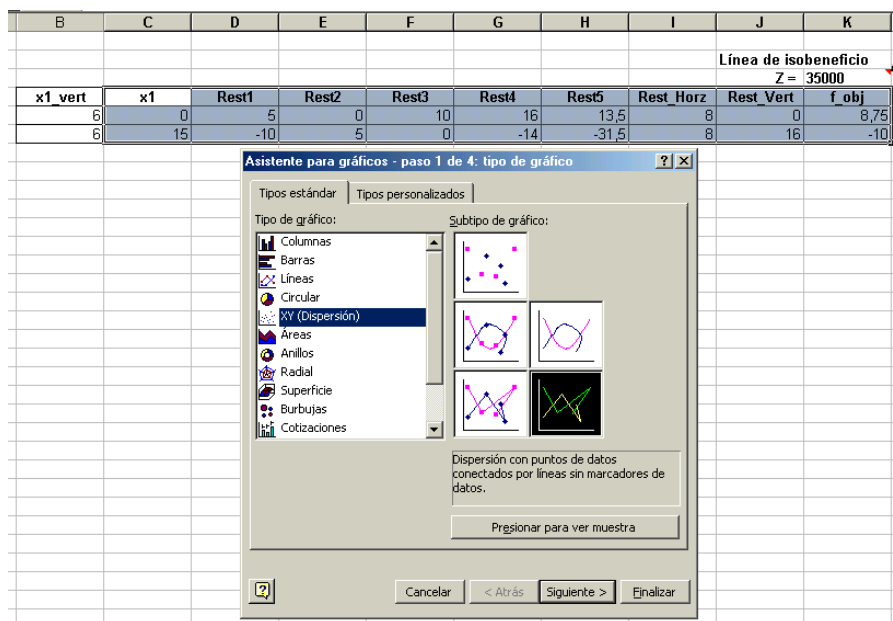 B C D E F G H I J K
Línea de isobeneficio
Z = 35000
x1_vert x1 Rest1 Rest2 Rest3 Rest4 Rest5 Rest_Horz Rest_Vert f_obj
6 0 5 0 10 16 13,5 8 0 8,75
6 15 -10 5 0 -14 -31,5 8 16 -10
Asistente para gráficos - paso 1 de 4: tipo de gráfico
Tipos estándar Tipos personalizados
Tipo de gráfico:
Subtipo de gráfico:
Columnas
Barras
Líneas
Circular
XY (Dispersión)
Áreas
Anillos
Radial
Superficie
Burbujas
Cotizaciones
Dispersión con puntos de datos
conectados por líneas sin marcadores de
datos.
Presionar para ver muestra
Cancelar < Atrás Siguiente > Finalizar